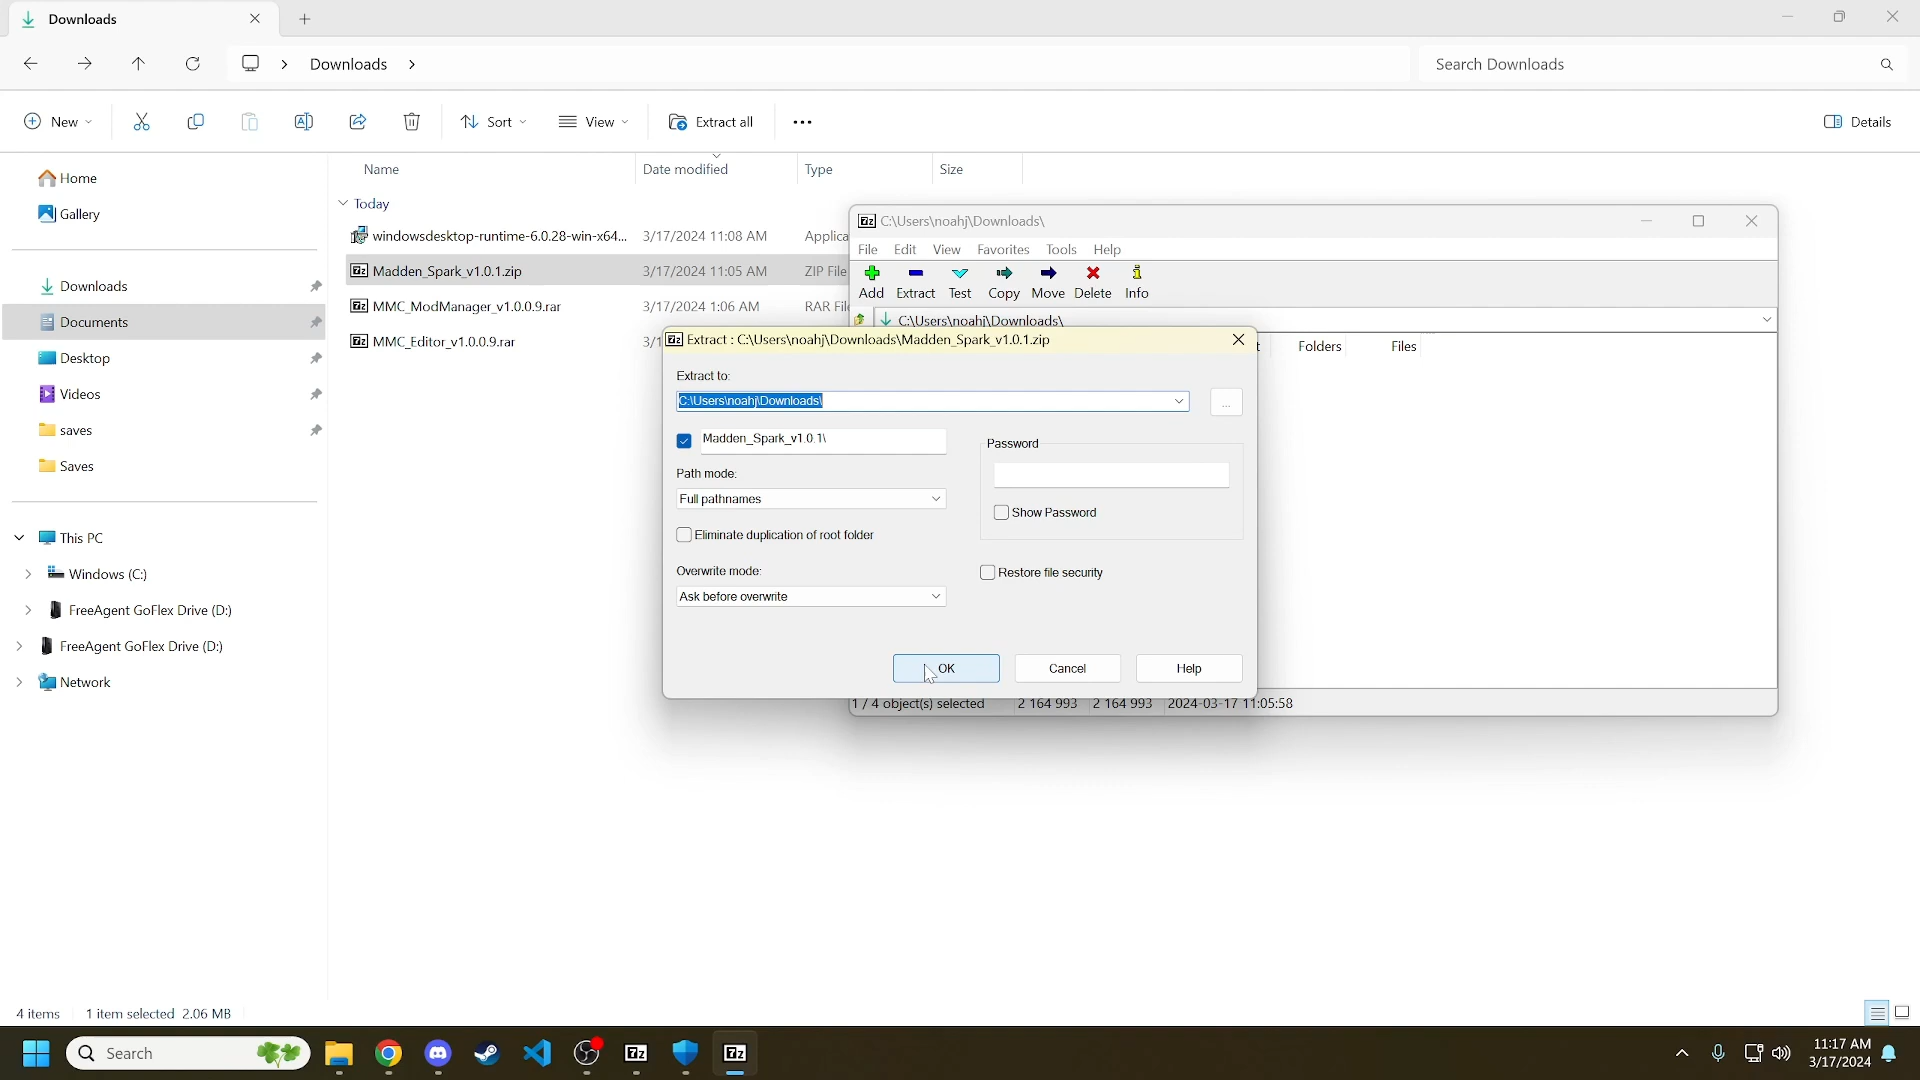 Downloads
Downloads
Search Downloads
New
Sort
View
Extract all
Details
Home
Gallery
Downloads
Documents
Desktop
Videos
saves
Saves
This PC
Windows (C:)
FreeAgent GoFlex Drive (D:)
FreeAgent GoFlex Drive (D:)
Network
Name Date modified Type Size
Today
windowsdesktop-runtime-6.0.28-win-x64... 3/17/2024 11:08 AM Applica
Madden_Spark_v1.0.1.zip 3/17/2024 11:05 AM ZIP File
MMC_ModManager_v1.0.0.9.rar 3/17/2024 1:06 AM RAR File
MMC_Editor_v1.0.0.9.rar 3/1
7z C:\Users\noahj\Downloads\
File Edit View Favorites Tools Help
Add Extract Test Copy Move Delete Info
C:\Users\noahj\Downloads\
Folders Files
7z Extract : C:\Users\noahj\Downloads\Madden_Spark_v1.0.1.zip
Extract to:
C:\Users\noahj\Downloads\
...
Madden_Spark_v1.0.1\
Password
Path mode:
Full pathnames
Show Password
Eliminate duplication of root folder
Overwrite mode:
Restore file security
Ask before overwrite
OK Cancel Help
1 / 4 object(s) selected 2 164 993 2 164 993 2024-03-17 11:05:58
4 items 1 item selected 2.06 MB
Search
11:17 AM
3/17/2024